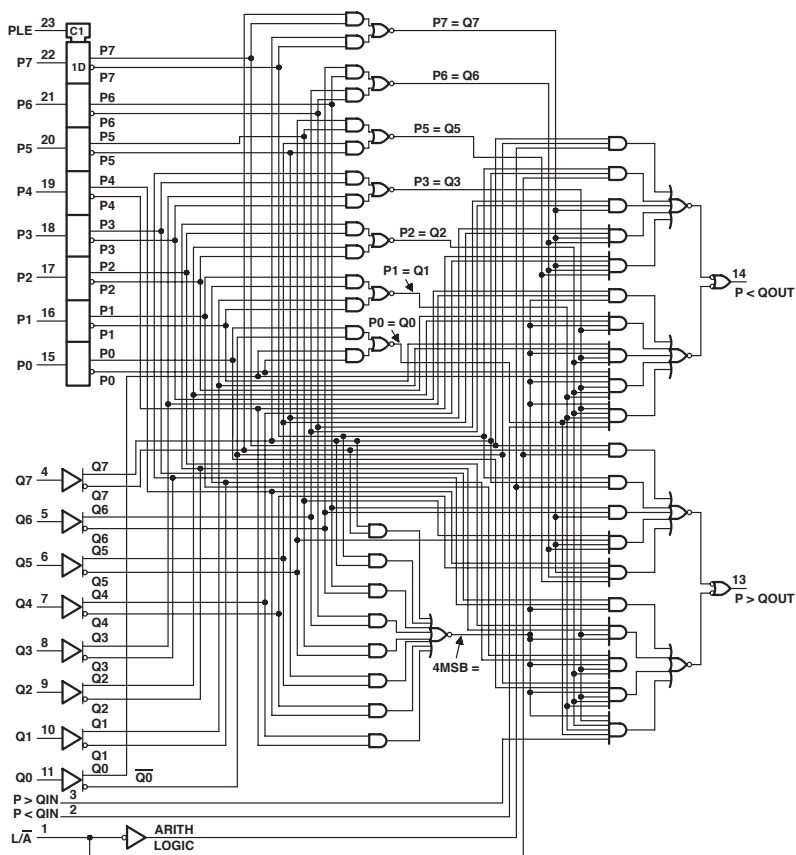 PLE 23 C1
P7 22 1D P7
P7
P6 21 P6
P6
P5 20 P5
P5
P4 19 P4
P4
P3 18 P3
P3
P2 17 P2
P2
P1 16 P1
P1
P0 15 P0
P0
P7 = Q7
P6 = Q6
P5 = Q5
P3 = Q3
P2 = Q2
P1 = Q1
P0 = Q0
14
P < QOUT
Q7 4 Q7
Q7
Q6 5 Q6
Q6
Q5 6 Q5
Q5
Q4 7 Q4
Q4
Q3 8 Q3
Q3
Q2 9 Q2
Q2
Q1 10 Q1
Q1
Q0 11 Q0 Q̅0̅
4MSB =
13
P > QOUT
P > QIN 3
P < QIN 2
L/A̅ 1 ARITH
LOGIC